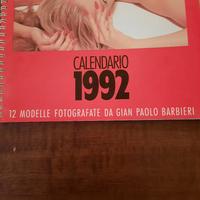 CALENDARIO
1992
12 MODELLE FOTOGRAFATE DA GIAN PAOLO BARBIERI